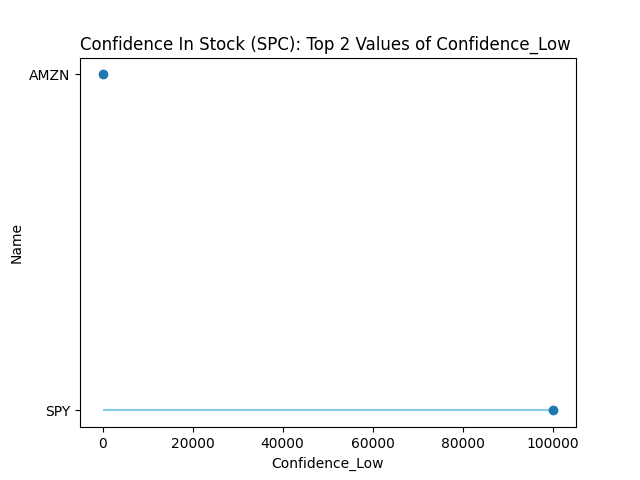 Confidence In Stock (SPC): Top 2 Values of Confidence_Low
AMZN
Name
SPY
0 20000 40000 60000 80000 100000
Confidence_Low